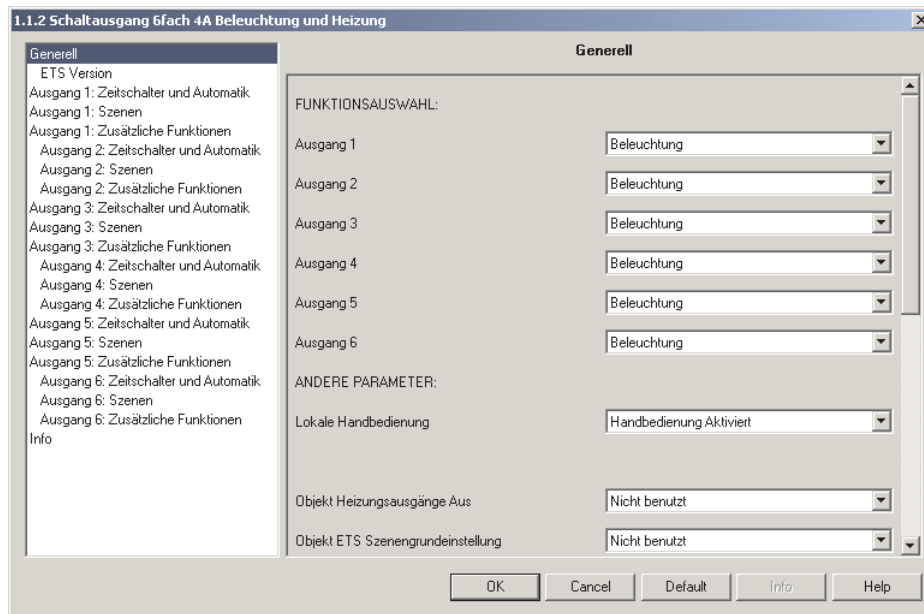 1.1.2 Schaltausgang 6fach 4A Beleuchtung und Heizung
Generell
ETS Version
Ausgang 1: Zeitschalter und Automatik
Ausgang 1: Szenen
Ausgang 1: Zusätzliche Funktionen
Ausgang 2: Zeitschalter und Automatik
Ausgang 2: Szenen
Ausgang 2: Zusätzliche Funktionen
Ausgang 3: Zeitschalter und Automatik
Ausgang 3: Szenen
Ausgang 3: Zusätzliche Funktionen
Ausgang 4: Zeitschalter und Automatik
Ausgang 4: Szenen
Ausgang 4: Zusätzliche Funktionen
Ausgang 5: Zeitschalter und Automatik
Ausgang 5: Szenen
Ausgang 5: Zusätzliche Funktionen
Ausgang 6: Zeitschalter und Automatik
Ausgang 6: Szenen
Ausgang 6: Zusätzliche Funktionen
Info
Generell
FUNKTIONSAUSWAHL:
Ausgang 1 Beleuchtung
Ausgang 2 Beleuchtung
Ausgang 3 Beleuchtung
Ausgang 4 Beleuchtung
Ausgang 5 Beleuchtung
Ausgang 6 Beleuchtung
ANDERE PARAMETER:
Lokale Handbedienung Handbedienung Aktiviert
Objekt Heizungsausgänge Aus Nicht benutzt
Objekt ETS Szenengrundeinstellung Nicht benutzt
OK Cancel Default Info Help